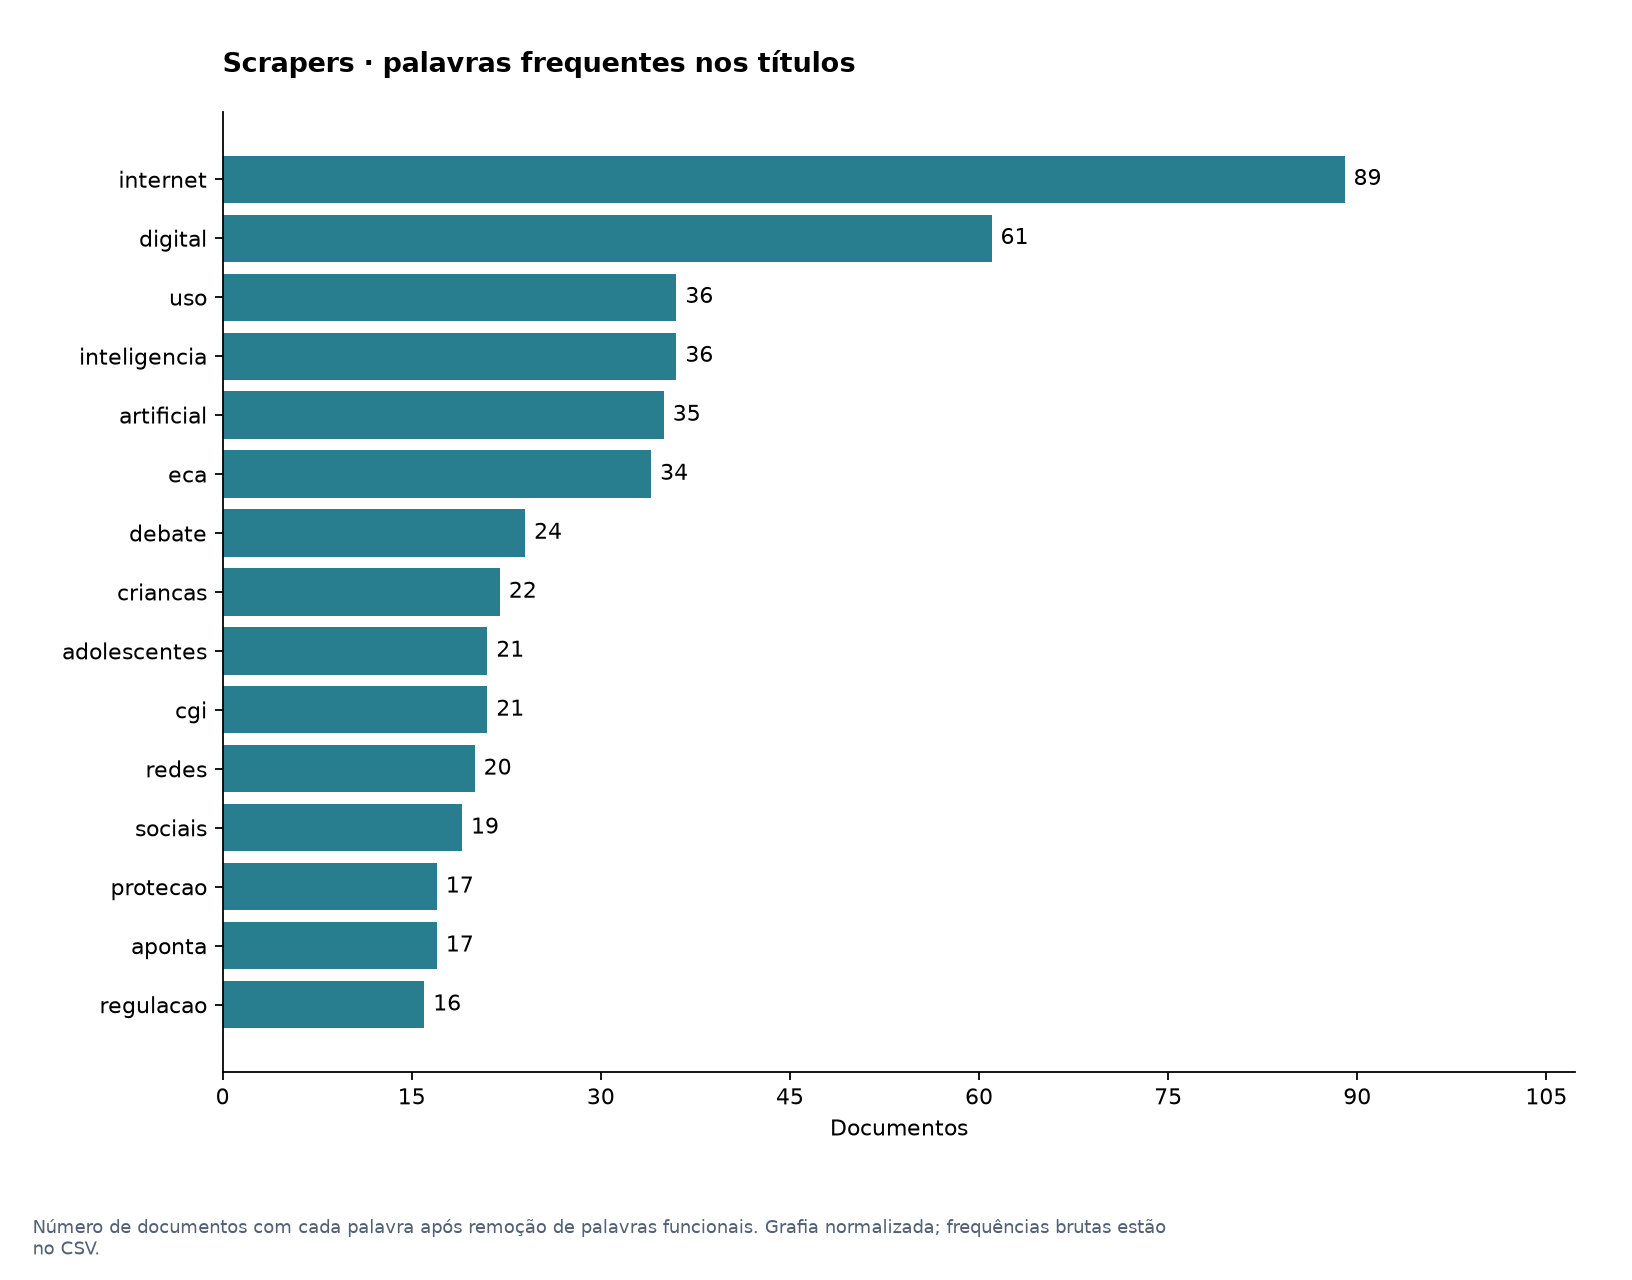 Scrapers · palavras frequentes nos títulos
internet 89
digital 61
uso 36
inteligencia 36
artificial 35
eca 34
debate 24
criancas 22
adolescentes 21
cgi 21
redes 20
sociais 19
protecao 17
aponta 17
regulacao 16
0 15 30 45 60 75 90 105
Documentos
Número de documentos com cada palavra após remoção de palavras funcionais. Grafia normalizada; frequências brutas estão
no CSV.